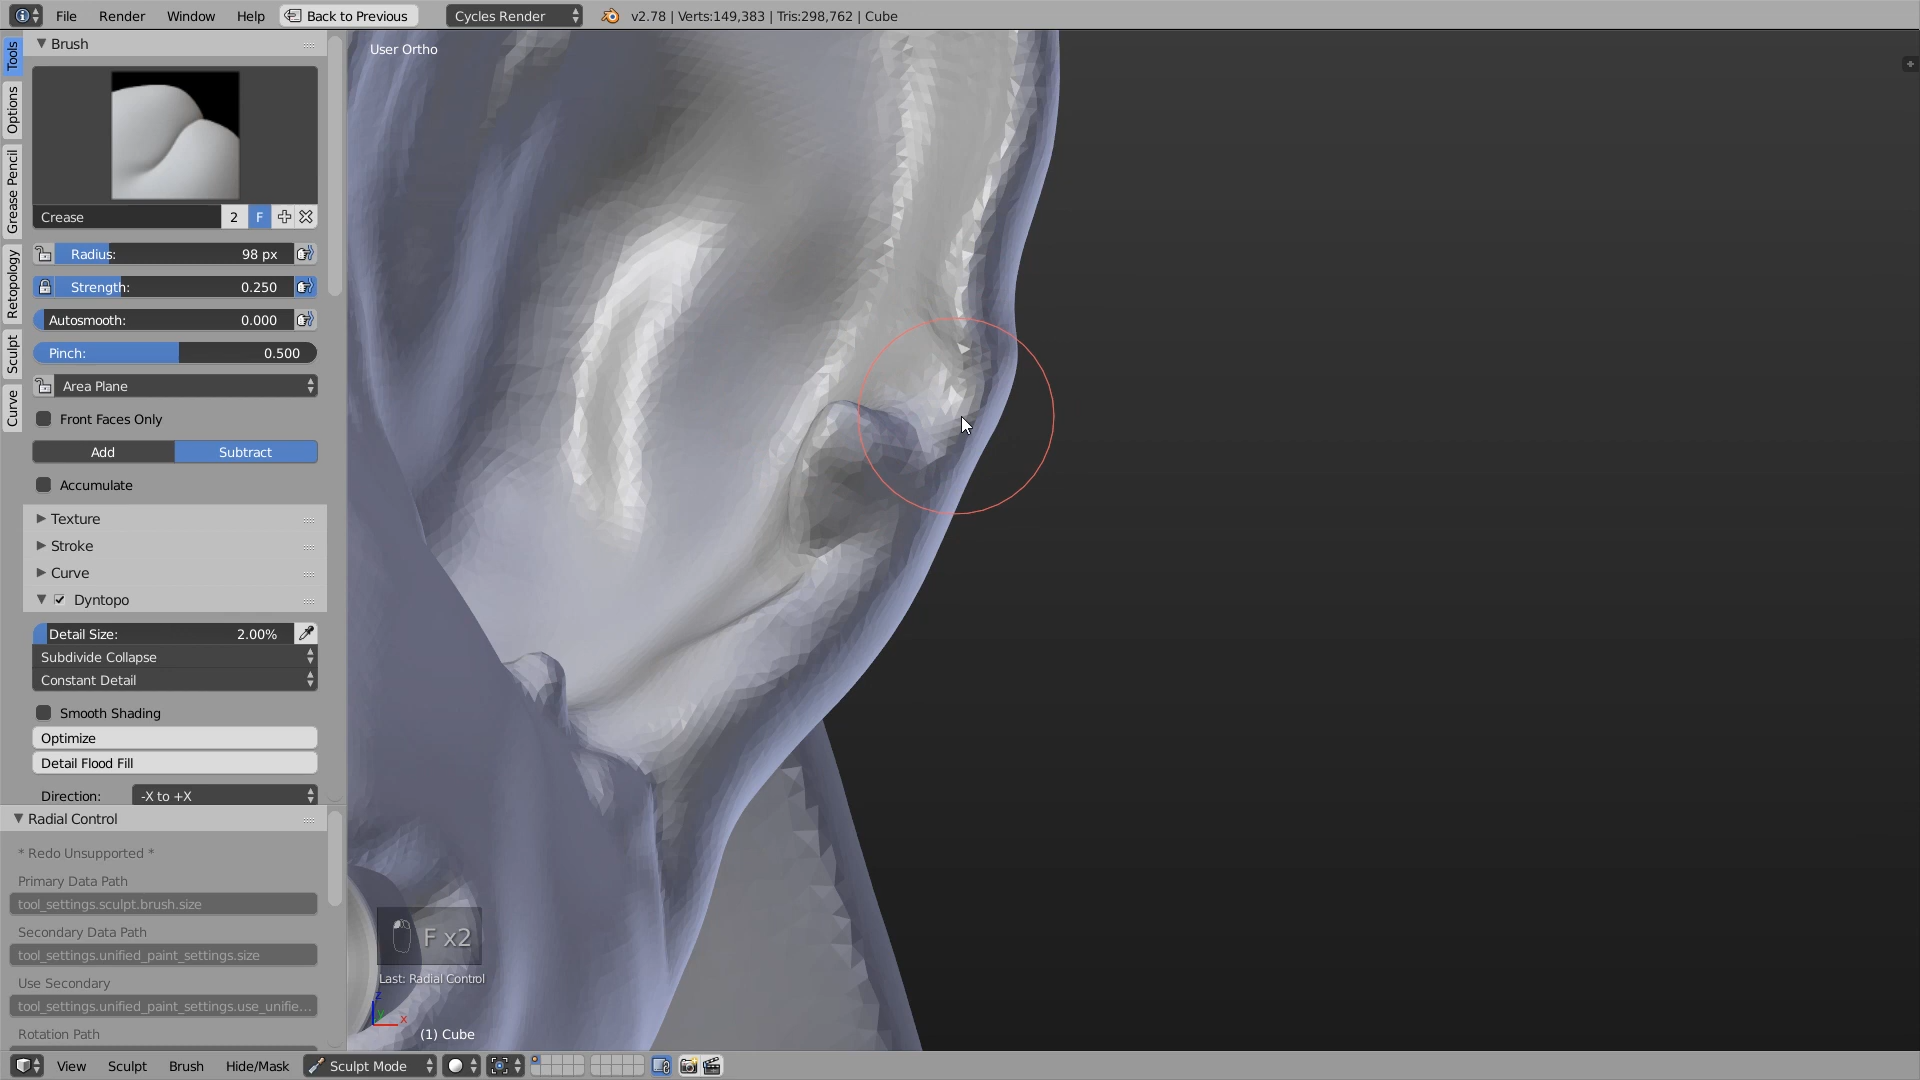 File Render Window Help Back to Previous Cycles Render v2.78 | Verts:149,383 | Tris:298,762 | Cube
Tools
Options
Grease Pencil
Retopology
Sculpt
Curve
Brush
Crease 2 F
Radius: 98 px
Strength: 0.250
Autosmooth: 0.000
Pinch: 0.500
Area Plane
Front Faces Only
Add Subtract
Accumulate
Texture
Stroke
Curve
Dyntopo
Detail Size: 2.00%
Subdivide Collapse
Constant Detail
Smooth Shading
Optimize
Detail Flood Fill
Direction: -X to +X
Radial Control
* Redo Unsupported *
Primary Data Path
tool_settings.sculpt.brush.size
Secondary Data Path
tool_settings.unified_paint_settings.size
Use Secondary
tool_settings.unified_paint_settings.use_unifie...
Rotation Path
User Ortho
F x2
Last: Radial Control
z
y
x
(1) Cube
View Sculpt Brush Hide/Mask Sculpt Mode